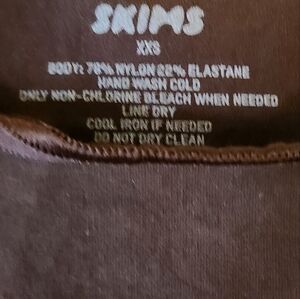 SKIMS
XXS
BODY: 78% NYLON 22% ELASTANE
HAND WASH COLD
ONLY NON-CHLORINE BLEACH WHEN NEEDED
LINE DRY
COOL IRON IF NEEDED
DO NOT DRY CLEAN